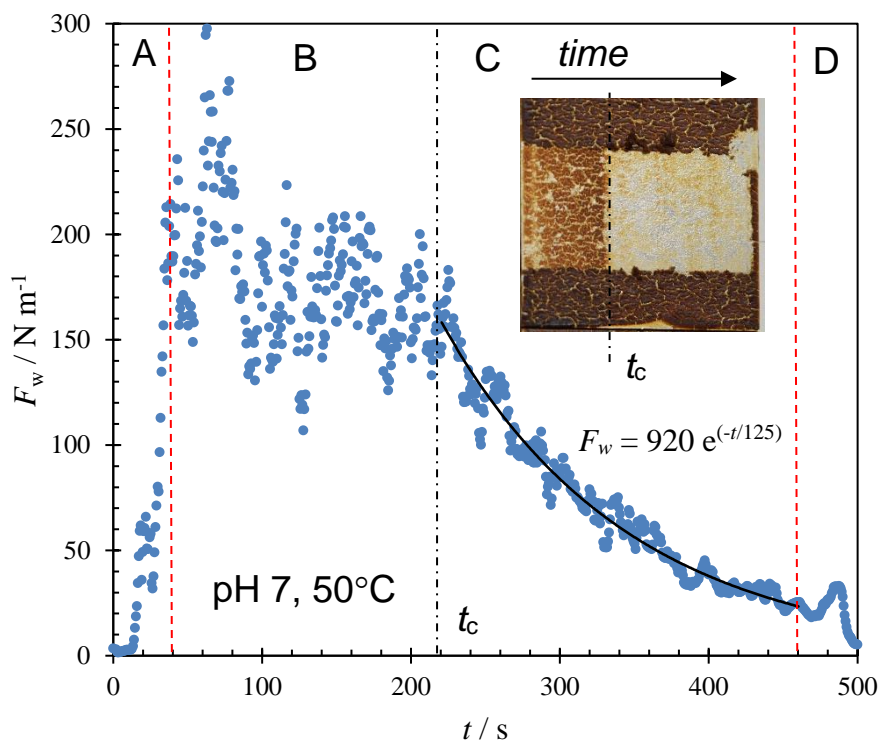 300
250
200
150
100
50
0
F_w / N m⁻¹
A
B
C
D
time
t_c
F_w = 920 e^(-t/125)
pH 7, 50°C
t_c
0
100
200
300
400
500
t / s